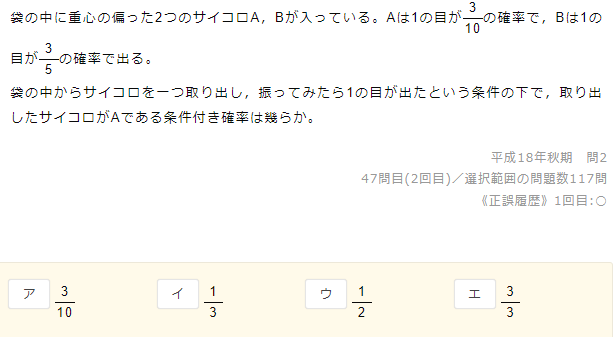 袋の中に重心の偏った2つのサイコロA，Bが入っている。Aは1の目が3/10の確率で，Bは1の
目が3/5の確率で出る。
袋の中からサイコロを一つ取り出し，振ってみたら1の目が出たという条件の下で，取り出
したサイコロがAである条件付き確率は幾らか。
平成18年秋期　問2
47問目(2回目)／選択範囲の問題数117問
《正誤履歴》1回目:○
ア 3/10 イ 1/3 ウ 1/2 エ 3/3